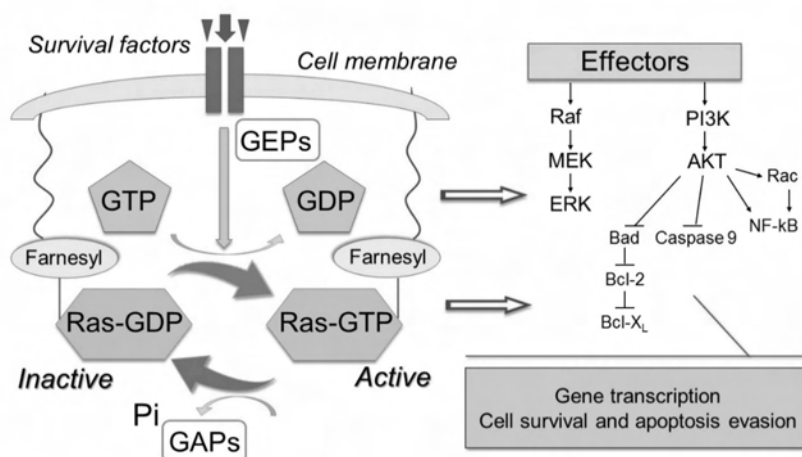 Survival factors
Cell membrane
GEPs
GTP
GDP
Farnesyl
Farnesyl
Ras-GDP
Ras-GTP
Inactive
Active
Pi
GAPs
Effectors
Raf
PI3K
MEK
AKT
Rac
ERK
NF-kB
Bad
Caspase 9
Bcl-2
Bcl-XL
Gene transcription
Cell survival and apoptosis evasion